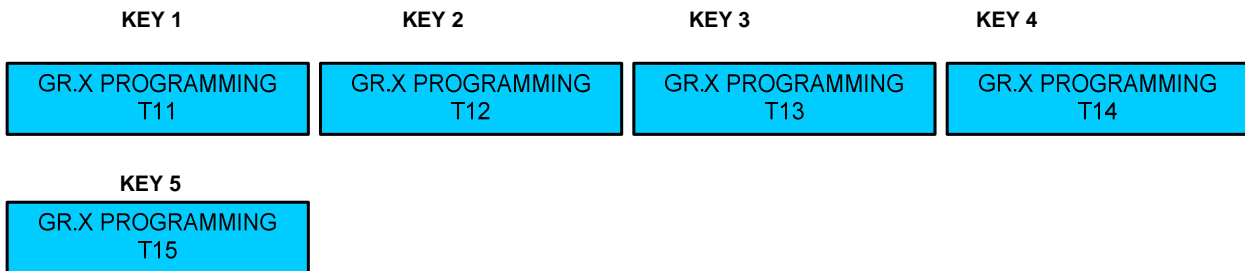 KEY 1 KEY 2 KEY 3 KEY 4
GR.X PROGRAMMING GR.X PROGRAMMING GR.X PROGRAMMING GR.X PROGRAMMING
T11 T12 T13 T14
KEY 5
GR.X PROGRAMMING
T15